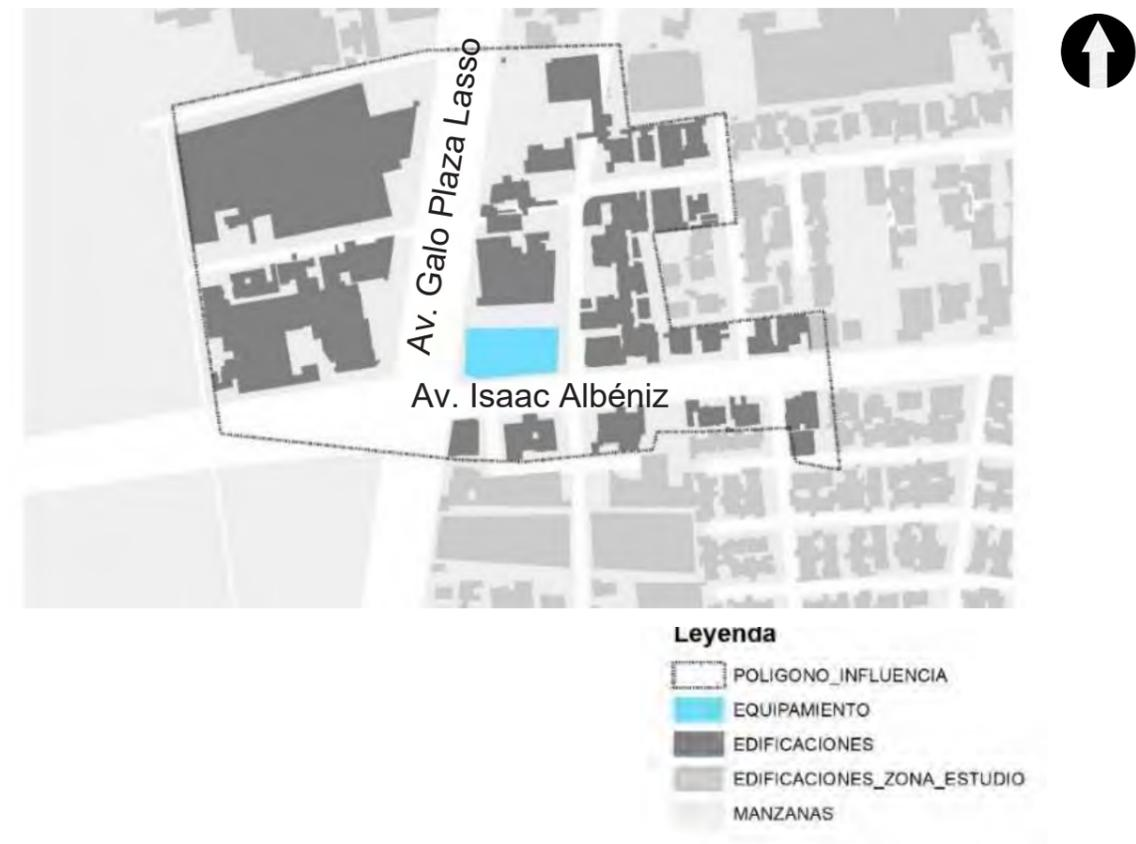 Av. Galo Plaza Lasso
Av. Isaac Albéniz
Leyenda
POLIGONO_INFLUENCIA
EQUIPAMIENTO
EDIFICACIONES
EDIFICACIONES_ZONA_ESTUDIO
MANZANAS